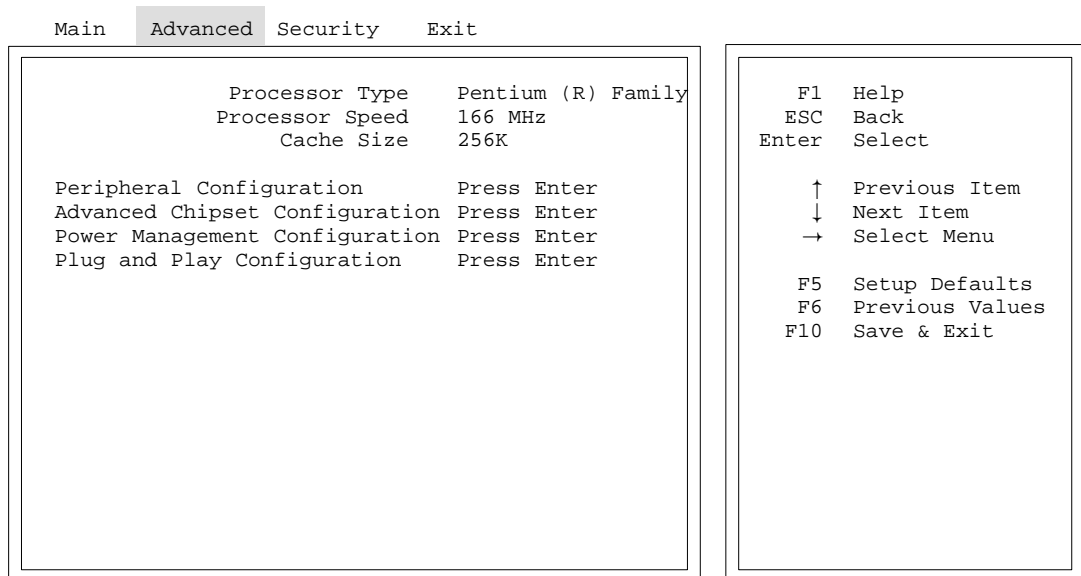 Main Advanced Security Exit
Processor Type Pentium (R) Family
Processor Speed 166 MHz
Cache Size 256K
Peripheral Configuration Press Enter
Advanced Chipset Configuration Press Enter
Power Management Configuration Press Enter
Plug and Play Configuration Press Enter
F1 Help
ESC Back
Enter Select
↑ Previous Item
↓ Next Item
→ Select Menu
F5 Setup Defaults
F6 Previous Values
F10 Save & Exit